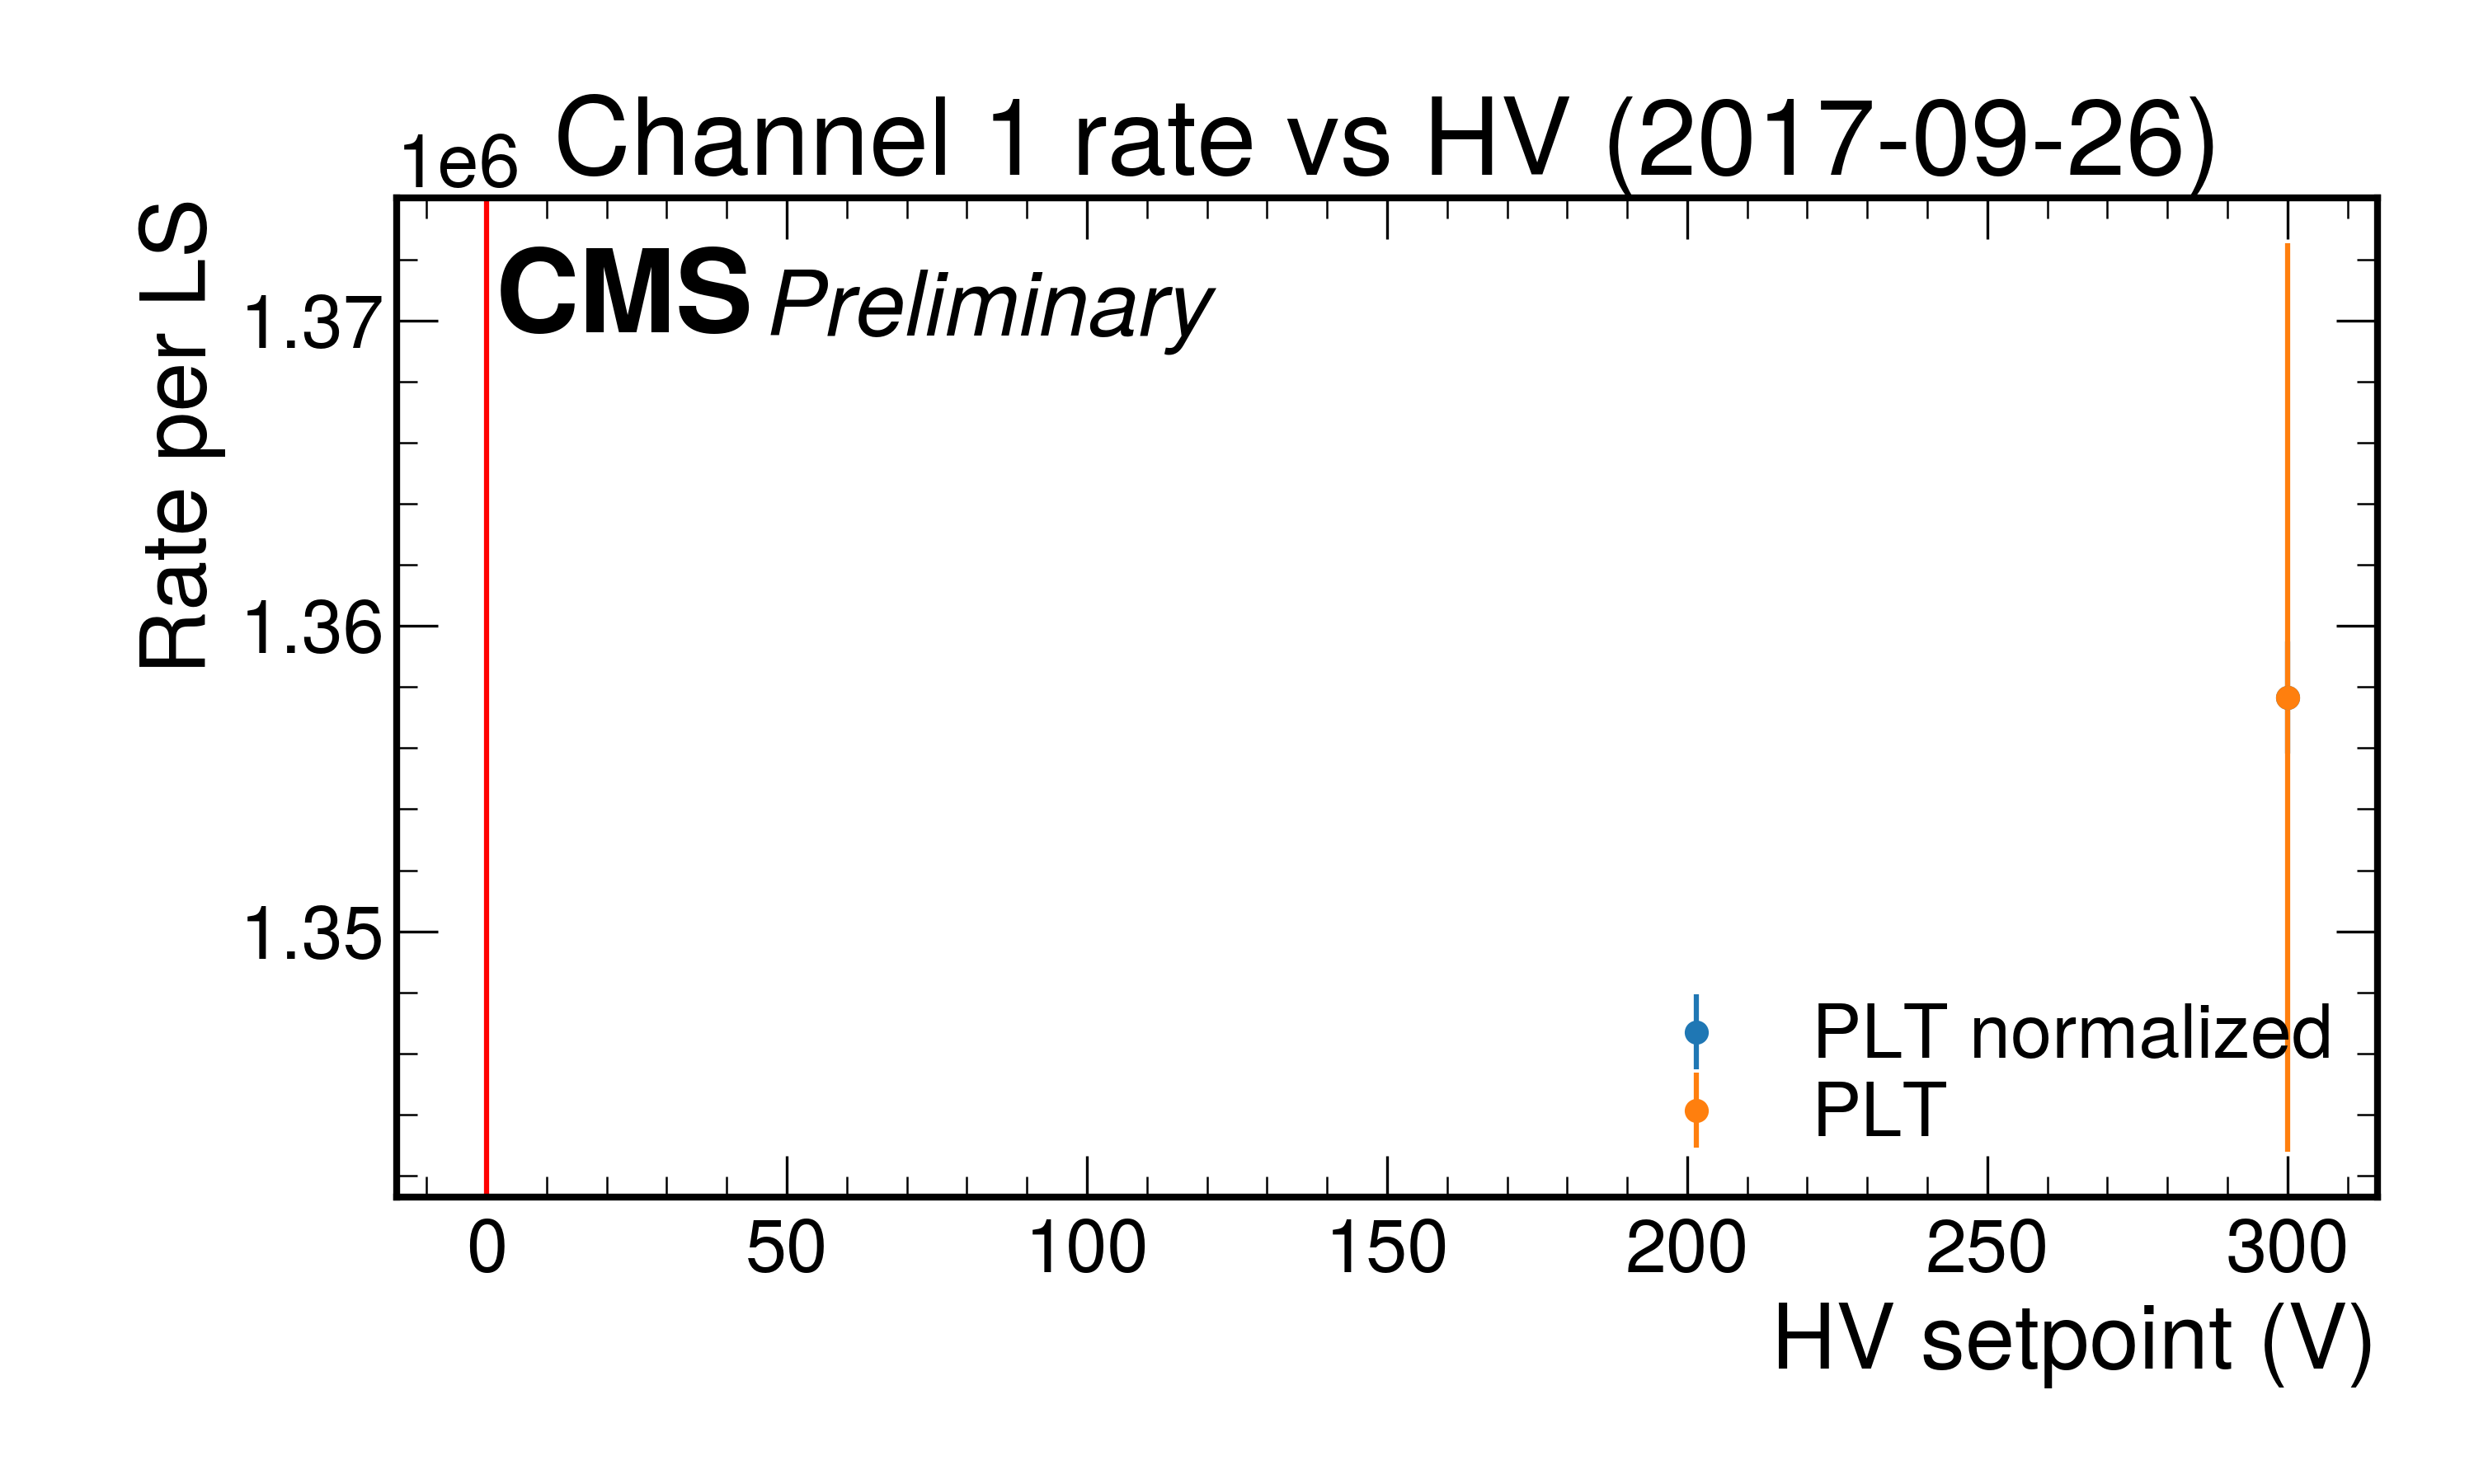 Channel 1 rate vs HV (2017-09-26)
1e6
Rate per LS
CMS Preliminary
1.37
1.36
1.35
PLT normalized
PLT
0 50 100 150 200 250 300
HV setpoint (V)